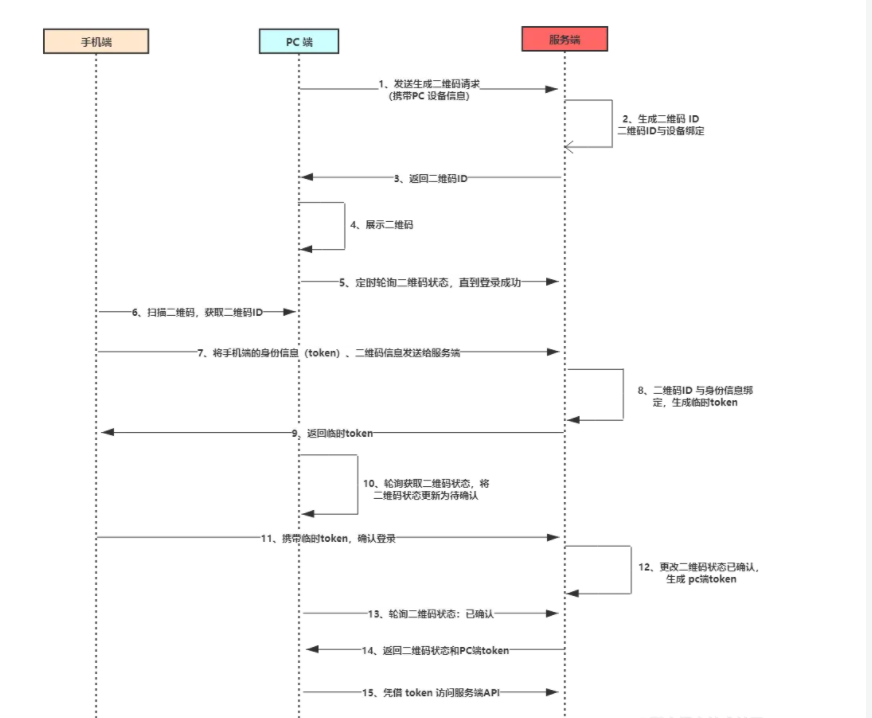 手机端
PC 端
服务端
1、发送生成二维码请求
(携带PC 设备信息)
2、生成二维码 ID
二维码ID与设备绑定
3、返回二维码ID
4、展示二维码
5、定时轮询二维码状态，直到登录成功
6、扫描二维码，获取二维码ID
7、将手机端的身份信息（token）、二维码信息发送给服务端
8、二维码ID 与身份信息绑
定，生成临时token
9、返回临时token
10、轮询获取二维码状态，将
二维码状态更新为待确认
11、携带临时token，确认登录
12、更改二维码状态已确认，
生成 pc端token
13、轮询二维码状态：已确认
14、返回二维码状态和PC端token
15、凭借 token 访问服务端API